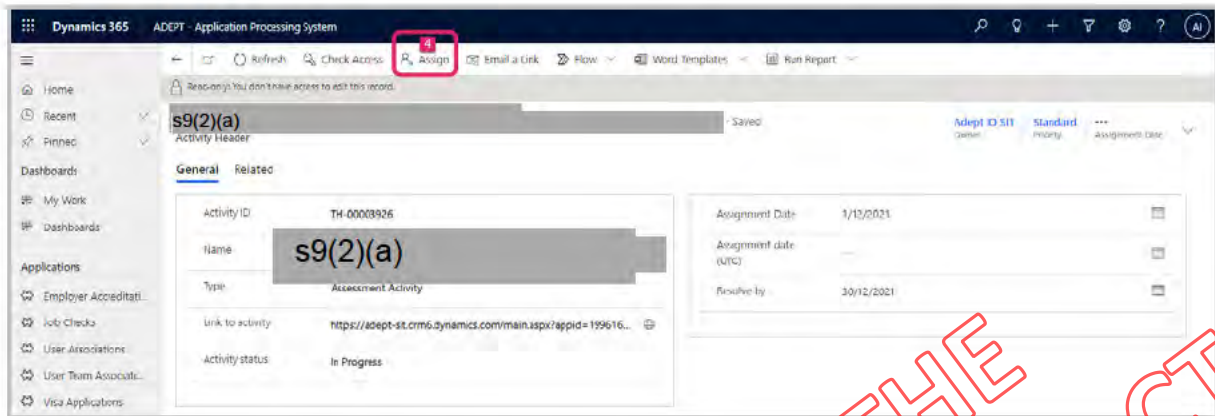 Dynamics 365 ADEPT - Application Processing System ? AI
4
Refresh Check Access Assign Email a Link Flow Word Templates Run Report
Home Read-only: You don't have access to edit this record.
Recent s9(2)(a) - Saved Adept IO SIT Standard ---
Pinned Activity Header Owner Priority Assignment Date
Dashboards General Related
My Work Activity ID TH-00003926 Assignment Date 1/12/2021
Dashboards Name s9(2)(a) Assignment date (UTC) ---
Applications Type Assessment Activity Resolve by 30/12/2021
Employer Accreditati...
Job Checks Link to activity https://adept-sit.crm6.dynamics.com/main.aspx?appid=199616...
User Associations
User Team Associati... Activity status In Progress
Visa Applications
THE
CT